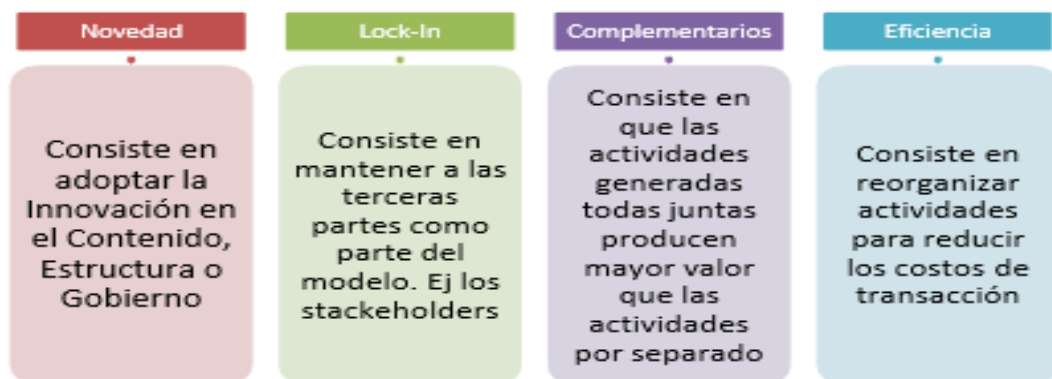 Novedad
Consiste en
adoptar la
Innovación en
el Contenido,
Estructura o
Gobierno
Lock-In
Consiste en
mantener a las
terceras
partes como
parte del
modelo. Ej los
stackeholders
Complementarios
Consiste en
que las
actividades
generadas
todas juntas
producen
mayor valor
que las
actividades
por separado
Eficiencia
Consiste en
reorganizar
actividades
para reducir
los costos de
transacción